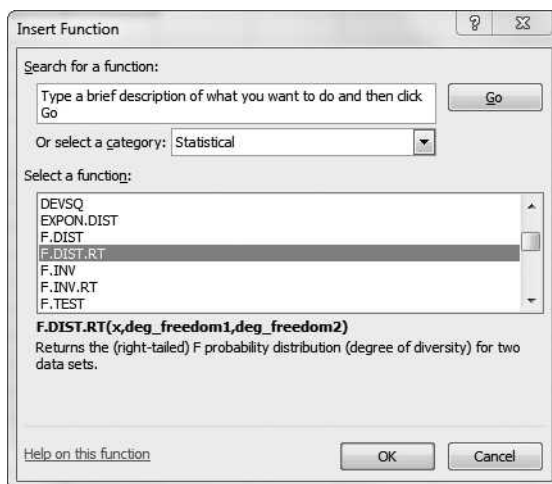 Insert Function
Search for a function:
Type a brief description of what you want to do and then click
Go
Go
Or select a category: Statistical
Select a function:
DEVSQ
EXPON.DIST
F.DIST
F.DIST.RT
F.INV
F.INV.RT
F.TEST
F.DIST.RT(x,deg_freedom1,deg_freedom2)
Returns the (right-tailed) F probability distribution (degree of diversity) for two
data sets.
Help on this function
OK
Cancel